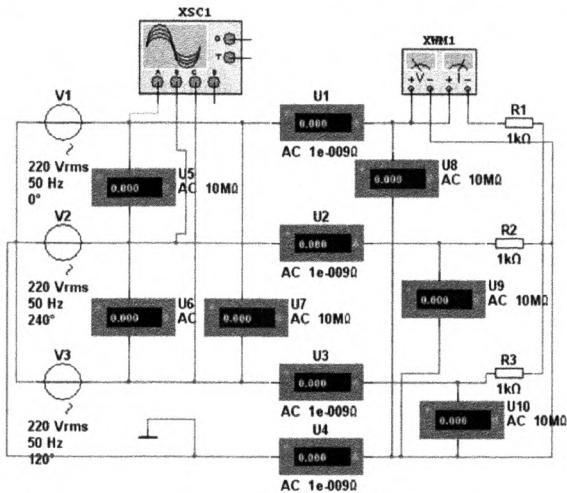 XSC1
G
T
A B C D
XWM1
+ V - + I -
V1
220 Vrms
50 Hz
0°
U1
0.000
AC 1e-009Ω
R1
1kΩ
U5
0.000
AC 10MΩ
U8
0.000
AC 10MΩ
V2
220 Vrms
50 Hz
240°
U2
0.000
AC 1e-009Ω
R2
1kΩ
U6
0.000
AC
U7
0.000
AC 10MΩ
U9
0.000
AC 10MΩ
V3
220 Vrms
50 Hz
120°
U3
0.000
AC 1e-009Ω
R3
1kΩ
U10
0.000
AC 10MΩ
U4
0.000
AC 1e-009Ω